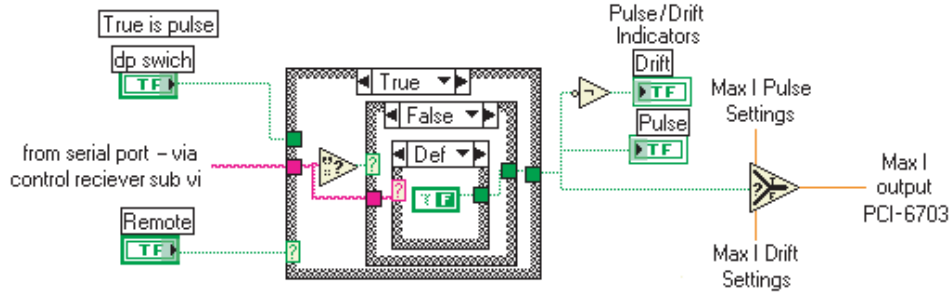 True is pulse
dp swich
TF
from serial port – via
control reciever sub vi
Remote
TF
?
True
"?
?
False
Def
?
F
Pulse/Drift
Indicators
Drift
TF
Pulse
TF
Max I Pulse
Settings
?
Max I Drift
Settings
Max I
output
PCI-6703